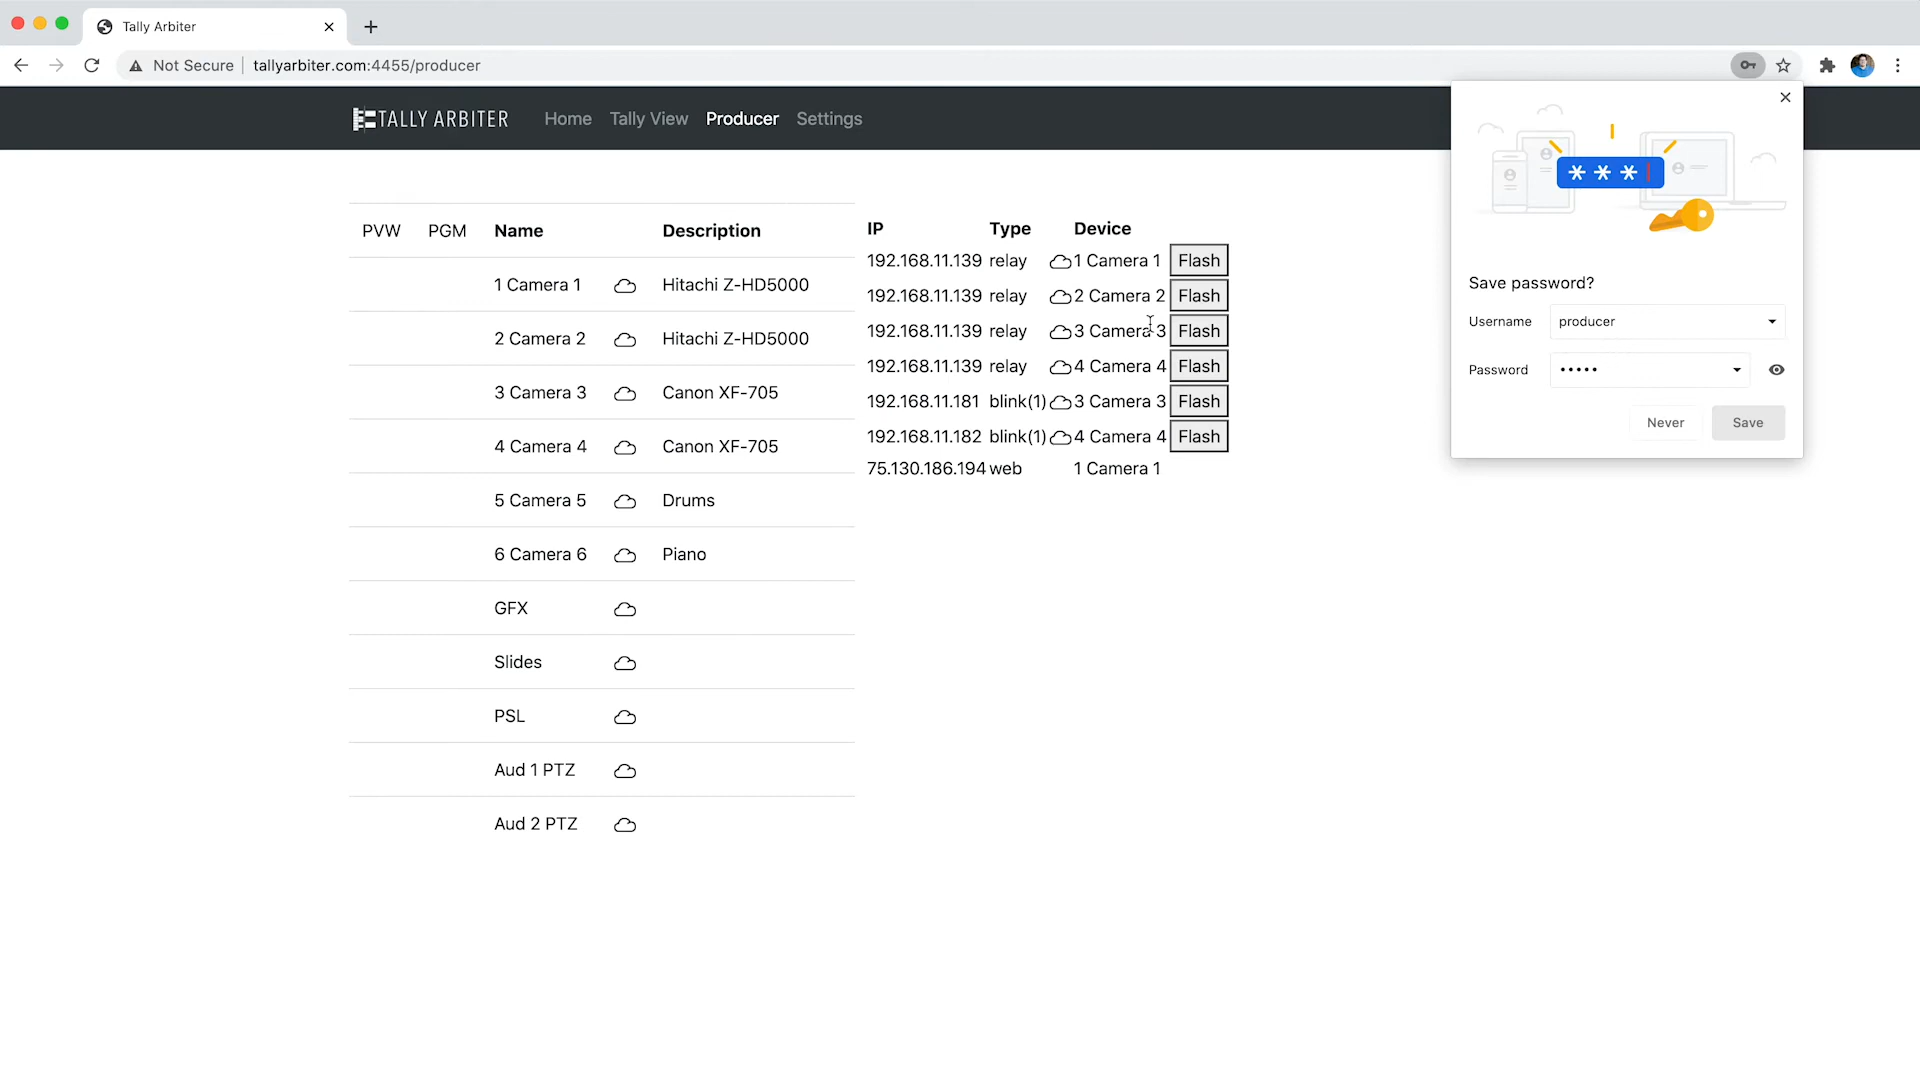 Tally Arbiter
Not Secure tallyarbiter.com:4455/producer
TALLY ARBITER Home Tally View Producer Settings
PVW PGM Name Description
1 Camera 1 Hitachi Z-HD5000
2 Camera 2 Hitachi Z-HD5000
3 Camera 3 Canon XF-705
4 Camera 4 Canon XF-705
5 Camera 5 Drums
6 Camera 6 Piano
GFX
Slides
PSL
Aud 1 PTZ
Aud 2 PTZ
IP Type Device
192.168.11.139 relay 1 Camera 1 Flash
192.168.11.139 relay 2 Camera 2 Flash
192.168.11.139 relay 3 Camera 3 Flash
192.168.11.139 relay 4 Camera 4 Flash
192.168.11.181 blink(1) 3 Camera 3 Flash
192.168.11.182 blink(1) 4 Camera 4 Flash
75.130.186.194 web 1 Camera 1
Save password?
Username producer
Password •••••
Never Save